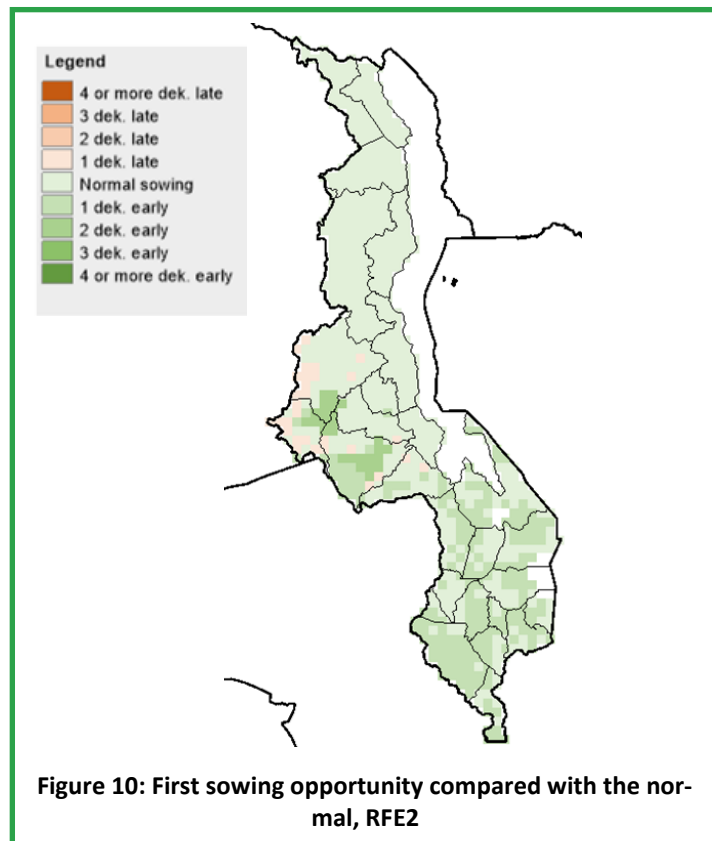 Legend
4 or more dek. late
3 dek. late
2 dek. late
1 dek. late
Normal sowing
1 dek. early
2 dek. early
3 dek. early
4 or more dek. early
Figure 10: First sowing opportunity compared with the nor-
mal, RFE2